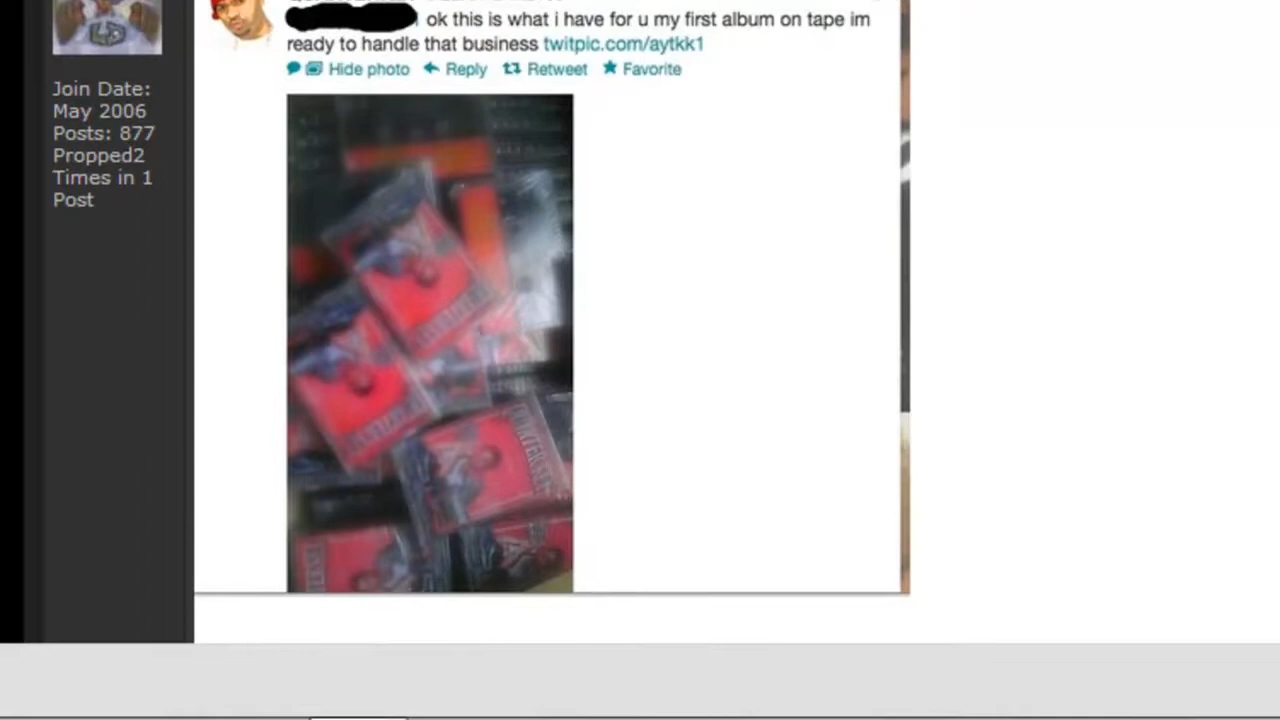 Join Date:
May 2006
Posts: 877
Propped2
Times in 1
Post
ok this is what i have for u my first album on tape im
ready to handle that business twitpic.com/aytkk1
Hide photo Reply Retweet Favorite